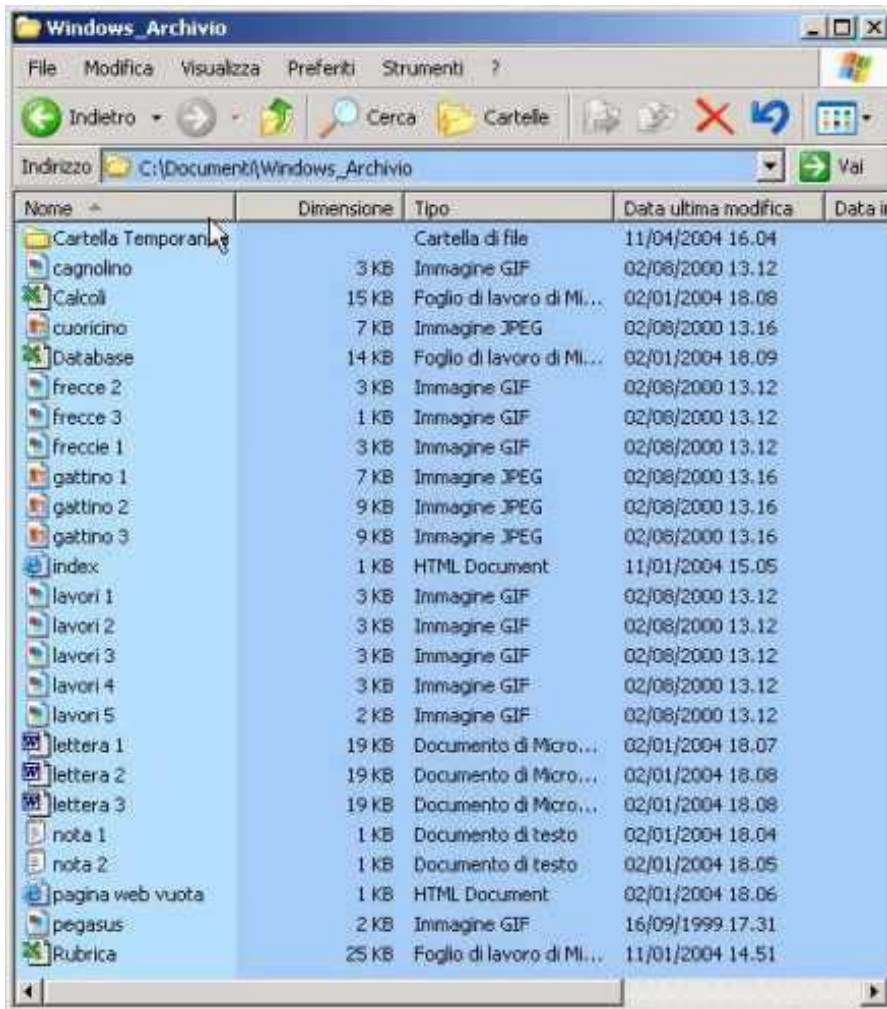 Windows_Archivio
File Modifica Visualizza Preferiti Strumenti ?
Indietro Cerca Cartelle
Indirizzo C:\Documenti\Windows_Archivio Vai
Nome Dimensione Tipo Data ultima modifica Data
Cartella Cartella di file 11/04/2004 16.04
cagnolino 3 KB Immagine GIF 02/08/2000 13.12
Calcoli 15 KB Foglio di lavoro di Mi... 02/01/2004 18.08
cuoricino 7 KB Immagine JPEG 02/08/2000 13.16
Database 14 KB Foglio di lavoro di Mi... 02/01/2004 18.09
frecce 2 3 KB Immagine GIF 02/08/2000 13.12
frecce 3 1 KB Immagine GIF 02/08/2000 13.12
freccie 1 3 KB Immagine GIF 02/08/2000 13.12
gattino 1 7 KB Immagine JPEG 02/08/2000 13.16
gattino 2 9 KB Immagine JPEG 02/08/2000 13.16
gattino 3 9 KB Immagine JPEG 02/08/2000 13.16
index 1 KB HTML Document 11/01/2004 15.05
lavori 1 3 KB Immagine GIF 02/08/2000 13.12
lavori 2 3 KB Immagine GIF 02/08/2000 13.12
lavori 3 3 KB Immagine GIF 02/08/2000 13.12
lavori 4 3 KB Immagine GIF 02/08/2000 13.12
lavori 5 2 KB Immagine GIF 02/08/2000 13.12
lettera 1 19 KB Documento di Micro... 02/01/2004 18.07
lettera 2 19 KB Documento di Micro... 02/01/2004 18.08
lettera 3 19 KB Documento di Micro... 02/01/2004 18.08
nota 1 1 KB Documento di testo 02/01/2004 18.04
nota 2 1 KB Documento di testo 02/01/2004 18.05
pagina web vuota 1 KB HTML Document 02/01/2004 18.06
pegasus 2 KB Immagine GIF 16/09/1999 17.31
Rubrica 25 KB Foglio di lavoro di Mi... 11/01/2004 14.51